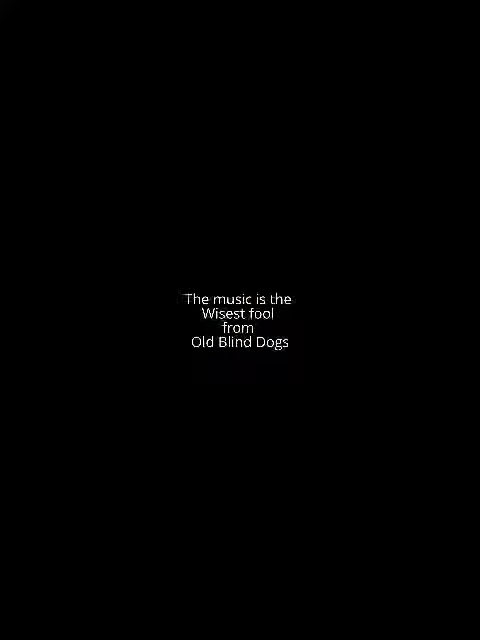 The music is the
Wisest fool
from
Old Blind Dogs